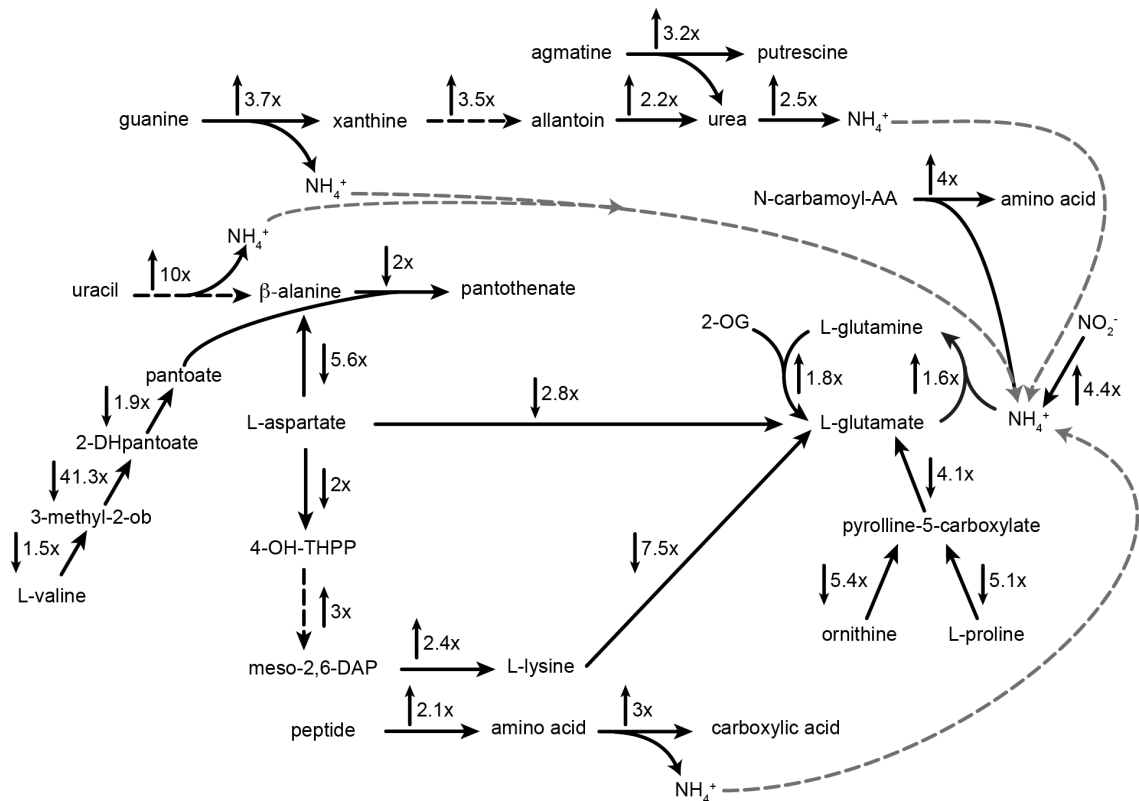 3.2x
agmatine putrescine
3.7x 3.5x 2.2x 2.5x
guanine xanthine allantoin urea NH₄⁺
NH₄⁺ 4x
N-carbamoyl-AA amino acid
NH₄⁺
10x 2x
uracil β-alanine pantothenate
2-OG L-glutamine NO₂⁻
5.6x
pantoate 1.8x 1.6x
1.9x 2.8x 4.4x
L-aspartate L-glutamate NH₄⁺
2-DHpantoate
41.3x 2x 4.1x
3-methyl-2-ob pyrolline-5-carboxylate
1.5x 4-OH-THPP 7.5x
5.4x 5.1x
L-valine
3x
ornithine L-proline
2.4x
meso-2,6-DAP L-lysine
2.1x 3x
peptide amino acid carboxylic acid
NH₄⁺